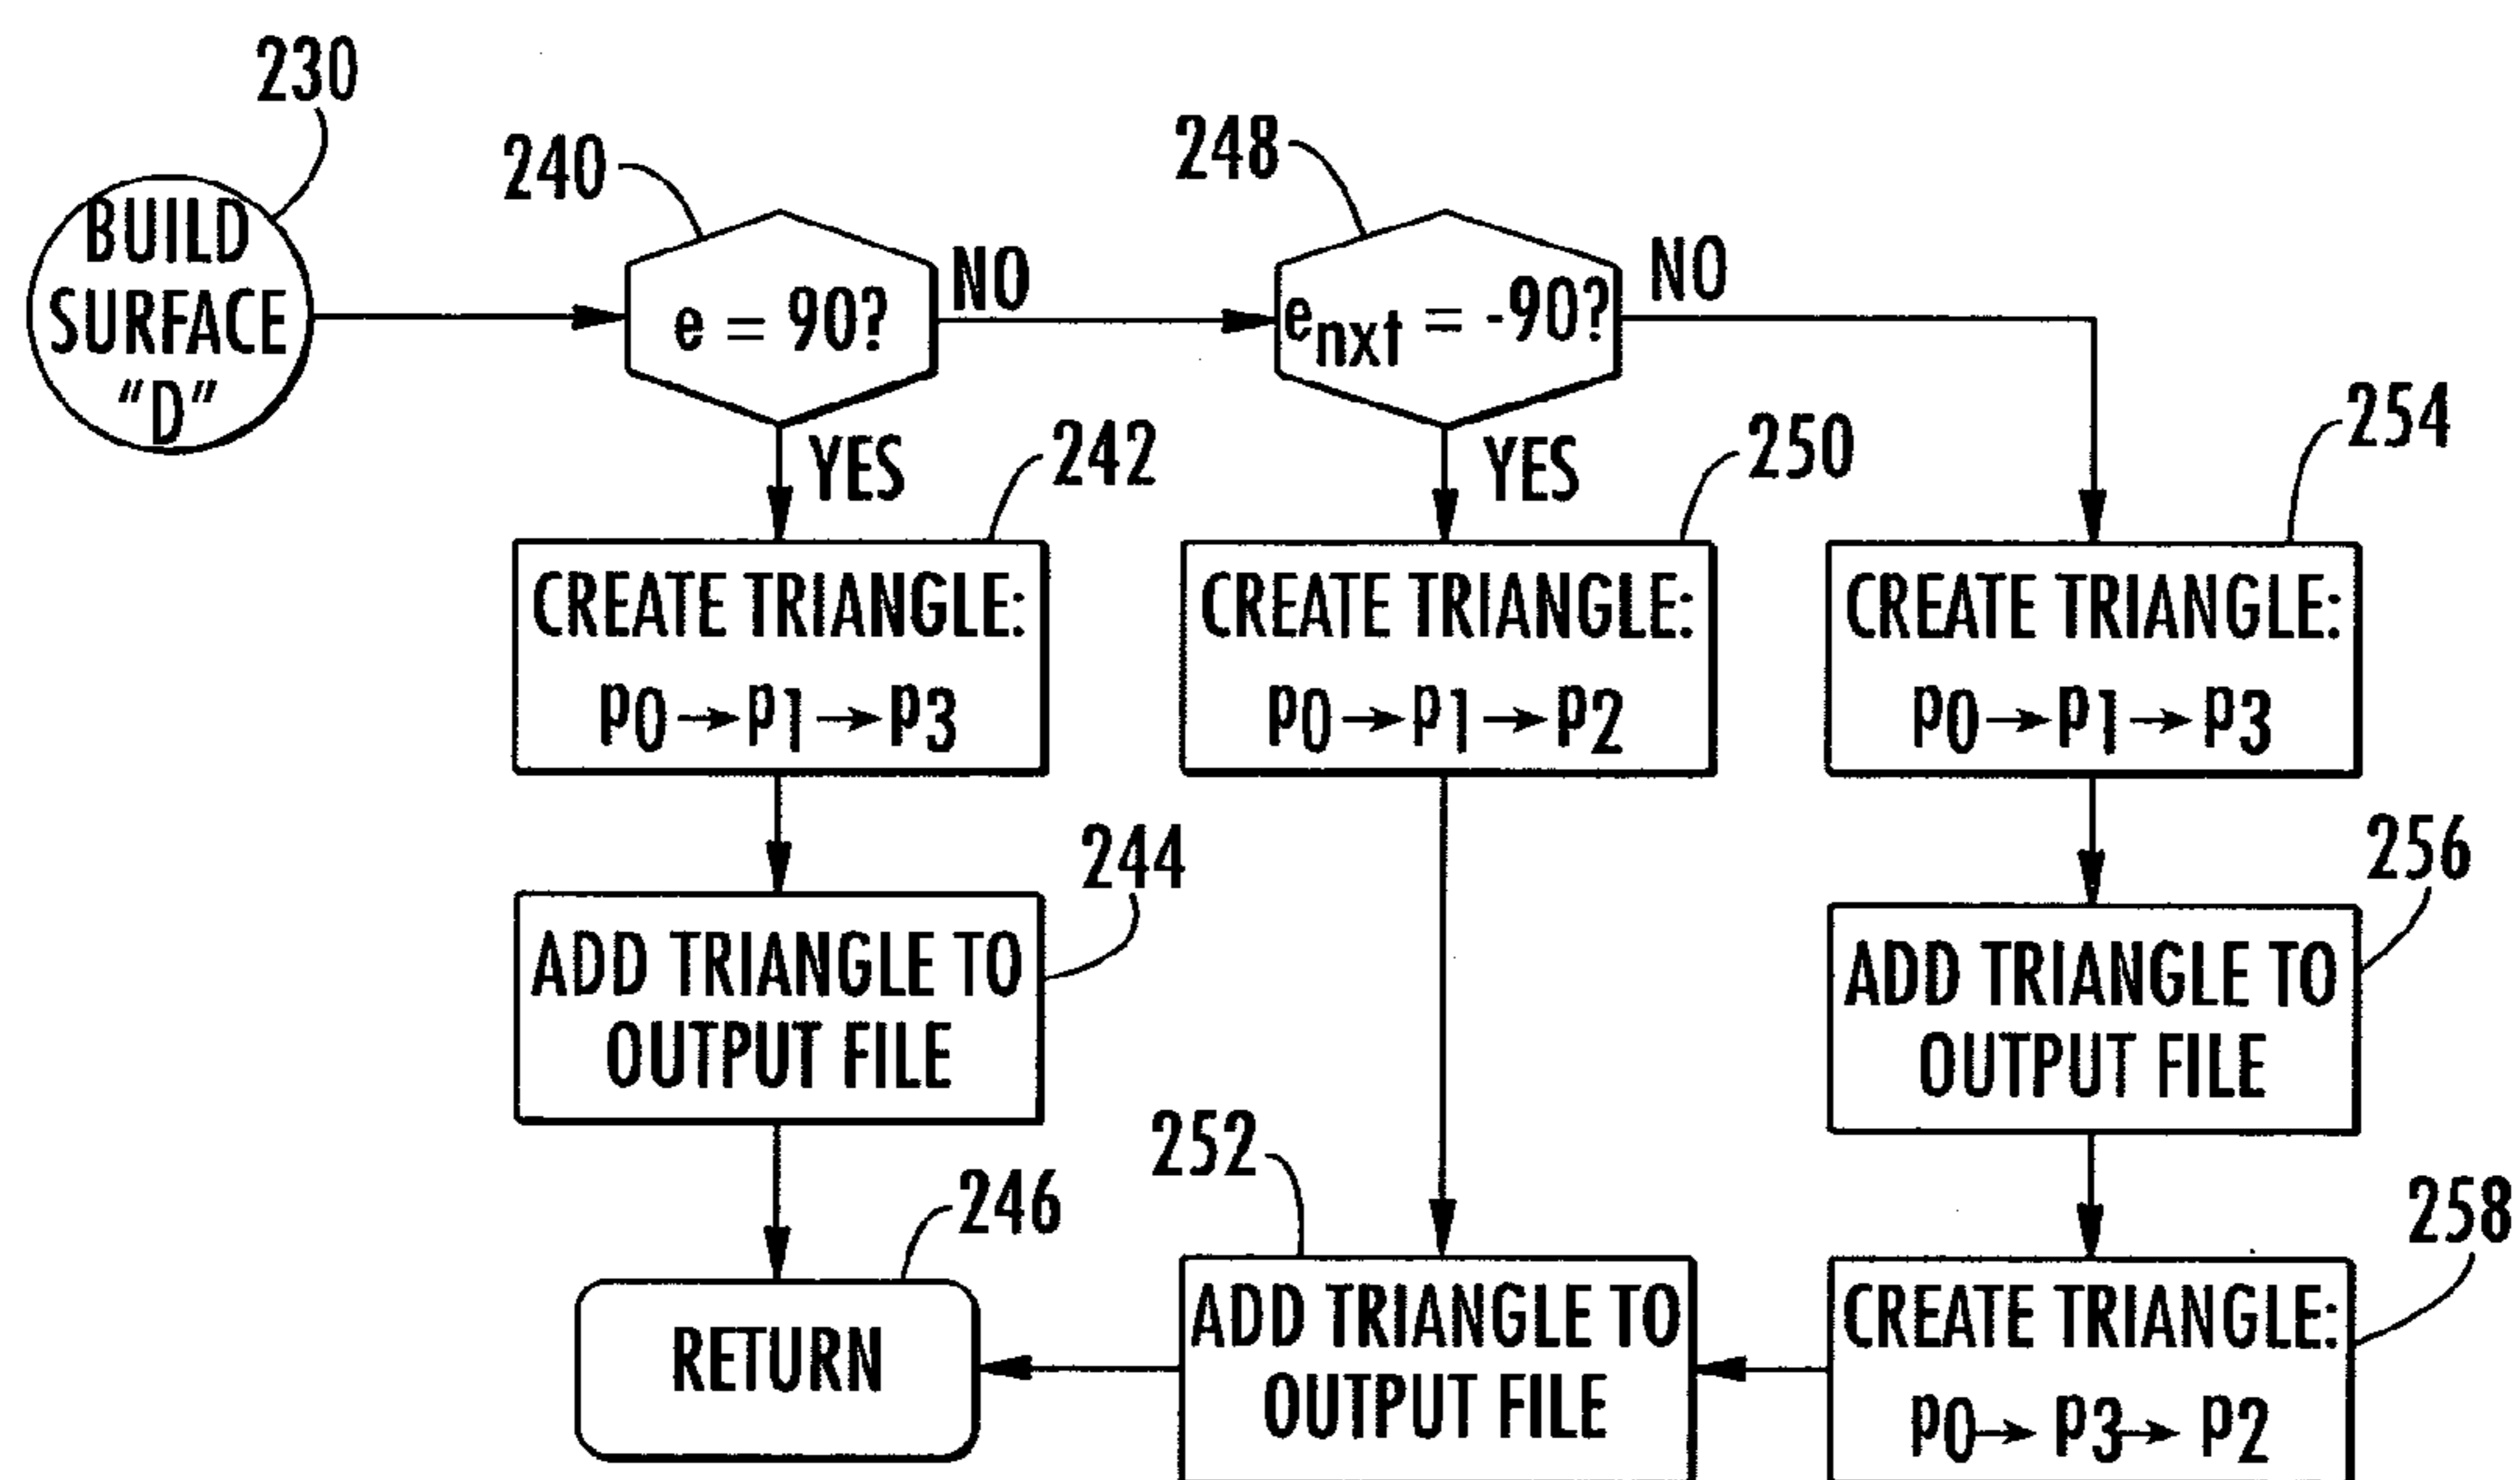 230
BUILD
SURFACE
"D"
240
e = 90?
NO
YES
248
enxt = -90?
NO
YES
242
CREATE TRIANGLE:
p0→p1→p3
250
CREATE TRIANGLE:
p0→p1→p2
254
CREATE TRIANGLE:
p0→p1→p3
244
ADD TRIANGLE TO
OUTPUT FILE
256
ADD TRIANGLE TO
OUTPUT FILE
246
RETURN
252
ADD TRIANGLE TO
OUTPUT FILE
258
CREATE TRIANGLE:
p0→p3→p2